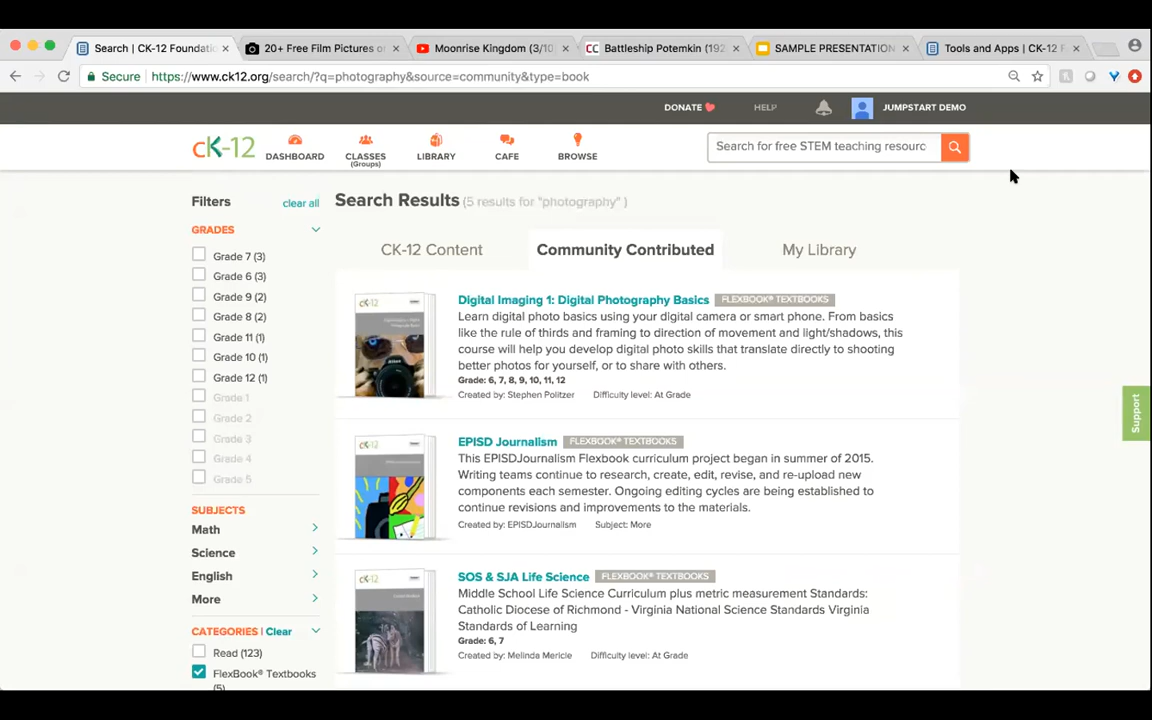 Search | CK-12 Foundatio
20+ Free Film Pictures o
Moonrise Kingdom (3/10
Battleship Potemkin (192
SAMPLE PRESENTATION
Tools and Apps | CK-12 F
Secure https://www.ck12.org/search/?q=photography&source=community&type=book
DONATE
HELP
JUMPSTART DEMO
cK-12
DASHBOARD
CLASSES
(Groups)
LIBRARY
CAFE
BROWSE
Search for free STEM teaching resourc
Filters
clear all
Search Results (5 results for "photography" )
GRADES
Grade 7 (3)
Grade 6 (3)
Grade 9 (2)
Grade 8 (2)
Grade 11 (1)
Grade 10 (1)
Grade 12 (1)
Grade 1
Grade 2
Grade 3
Grade 4
Grade 5
SUBJECTS
Math
Science
English
More
CATEGORIES | Clear
Read (123)
FlexBook® Textbooks
(5)
CK-12 Content
Community Contributed
My Library
Digital Imaging 1: Digital Photography Basics FLEXBOOK® TEXTBOOKS
Learn digital photo basics using your digital camera or smart phone. From basics
like the rule of thirds and framing to direction of movement and light/shadows, this
course will help you develop digital photo skills that translate directly to shooting
better photos for yourself, or to share with others.
Grade: 6, 7, 8, 9, 10, 11, 12
Created by: Stephen Politzer Difficulty level: At Grade
EPISD Journalism FLEXBOOK® TEXTBOOKS
This EPISDJournalism Flexbook curriculum project began in summer of 2015.
Writing teams continue to research, create, edit, revise, and re-upload new
components each semester. Ongoing editing cycles are being established to
continue revisions and improvements to the materials.
Created by: EPISDJournalism Subject: More
SOS & SJA Life Science FLEXBOOK® TEXTBOOKS
Middle School Life Science Curriculum plus metric measurement Standards:
Catholic Diocese of Richmond - Virginia National Science Standards Virginia
Standards of Learning
Grade: 6, 7
Created by: Melinda Mericle Difficulty level: At Grade
Support